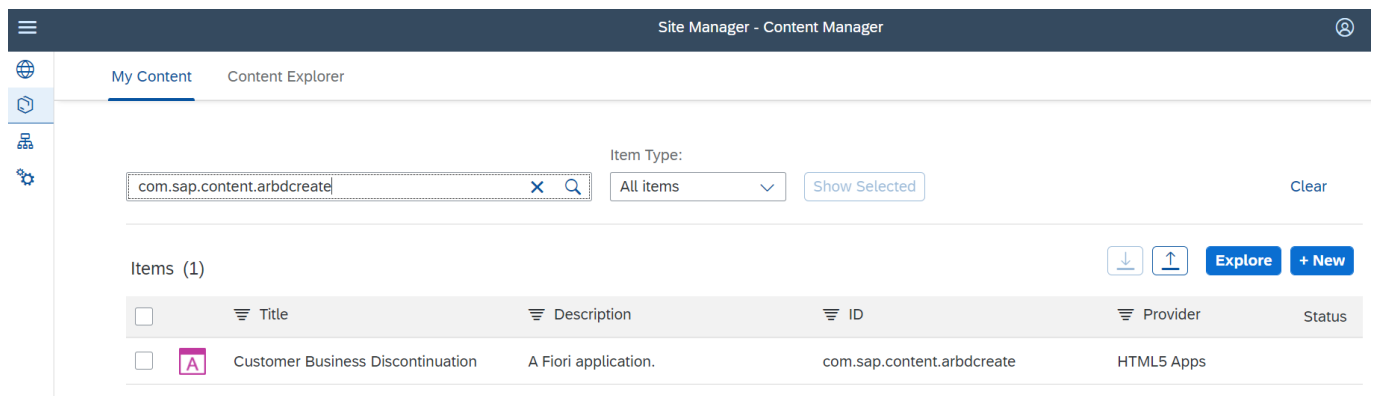 Site Manager - Content Manager
My Content Content Explorer
Item Type:
com.sap.content.arbdcreate All items Show Selected Clear
Items (1) Explore + New
Title Description ID Provider Status
A Customer Business Discontinuation A Fiori application. com.sap.content.arbdcreate HTML5 Apps